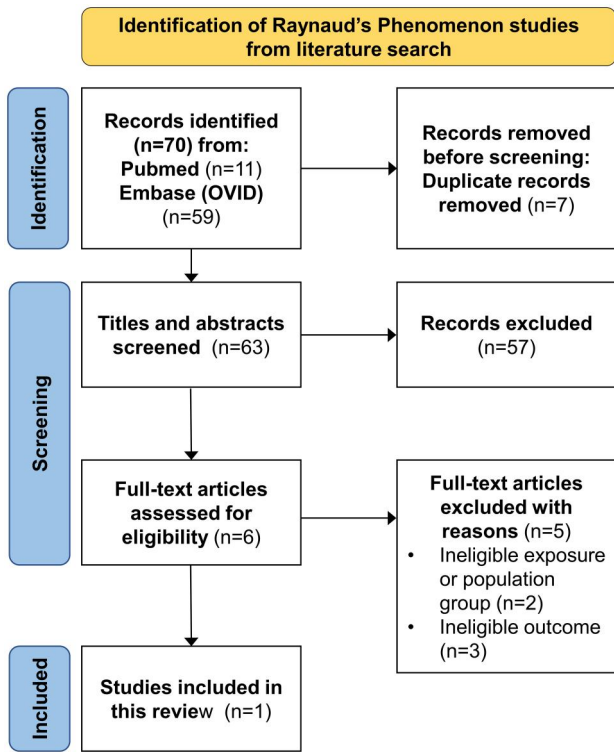 Identification of Raynaud's Phenomenon studies
from literature search
Identification
Records identified
(n=70) from:
Pubmed (n=11)
Embase (OVID)
(n=59)
Records removed
before screening:
Duplicate records
removed (n=7)
Screening
Titles and abstracts
screened (n=63)
Records excluded
(n=57)
Full-text articles
assessed for
eligibility (n=6)
Full-text articles
excluded with
reasons (n=5)
• Ineligible exposure
or population
group (n=2)
• Ineligible outcome
(n=3)
Included
Studies included in
this review (n=1)